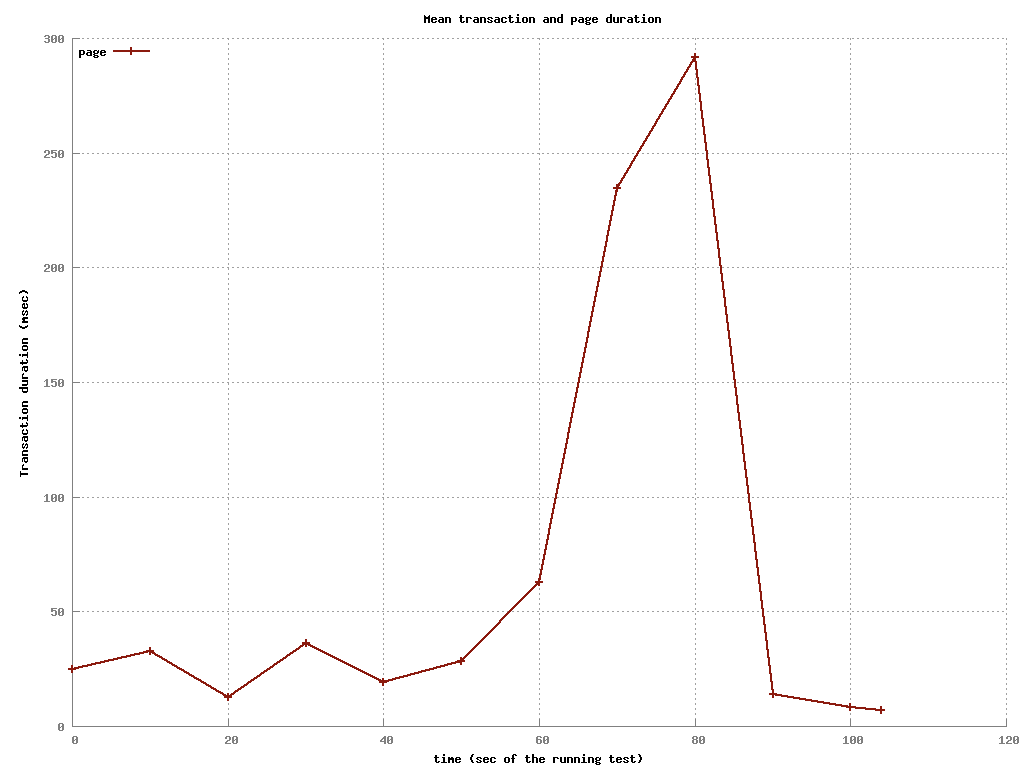 Mean transaction and page duration
page
300
250
200
150
100
50
0
Transaction duration (msec)
0 20 40 60 80 100 120
time (sec of the running test)